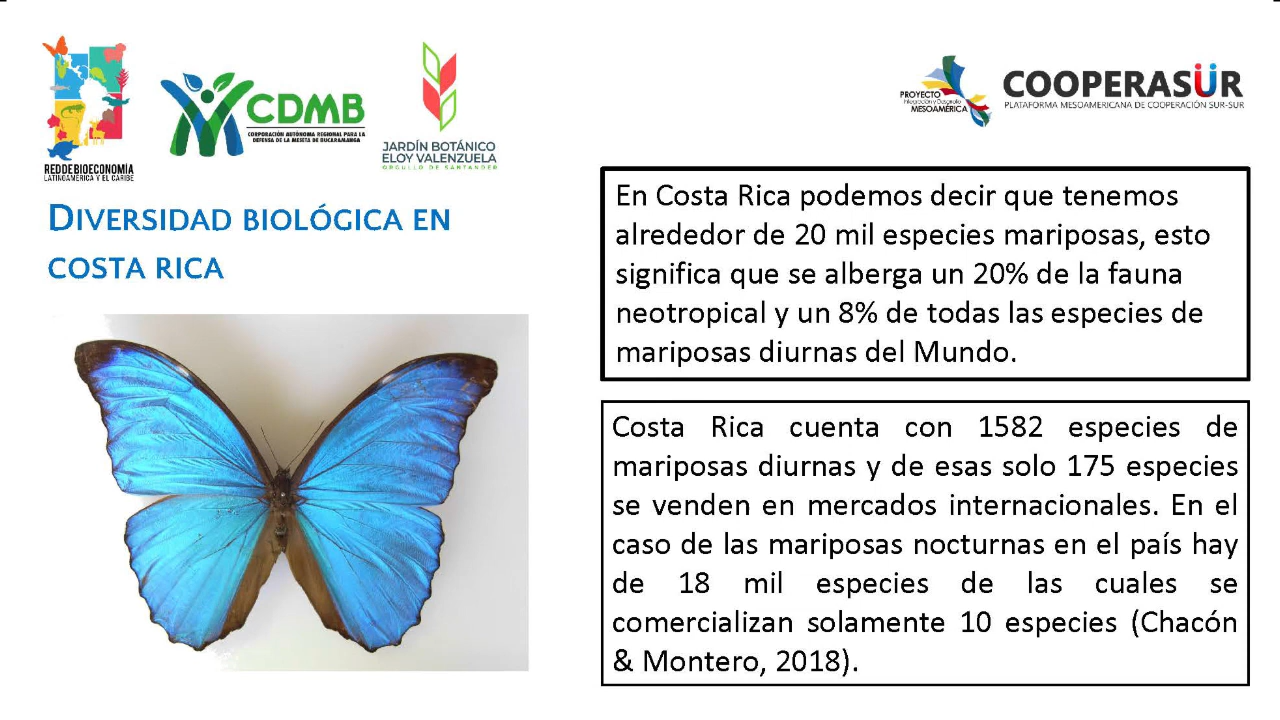 RED DE BIOECONOMÍA
LATINOAMERICA Y EL CARIBE
CDMB
CORPORACIÓN AUTÓNOMA REGIONAL PARA LA
DEFENSA DE LA MESETA DE BUCARAMANGA
JARDÍN BOTÁNICO
ELOY VALENZUELA
ORGULLO DE SANTANDER
PROYECTO
Integración y Desarrollo
MESOAMÉRICA
COOPERASÜR
PLATAFORMA MESOAMERICANA DE COOPERACIÓN SUR-SUR
DIVERSIDAD BIOLÓGICA EN
COSTA RICA
En Costa Rica podemos decir que tenemos
alrededor de 20 mil especies mariposas, esto
significa que se alberga un 20% de la fauna
neotropical y un 8% de todas las especies de
mariposas diurnas del Mundo.
Costa Rica cuenta con 1582 especies de
mariposas diurnas y de esas solo 175 especies
se venden en mercados internacionales. En el
caso de las mariposas nocturnas en el país hay
de 18 mil especies de las cuales se
comercializan solamente 10 especies (Chacón
& Montero, 2018).